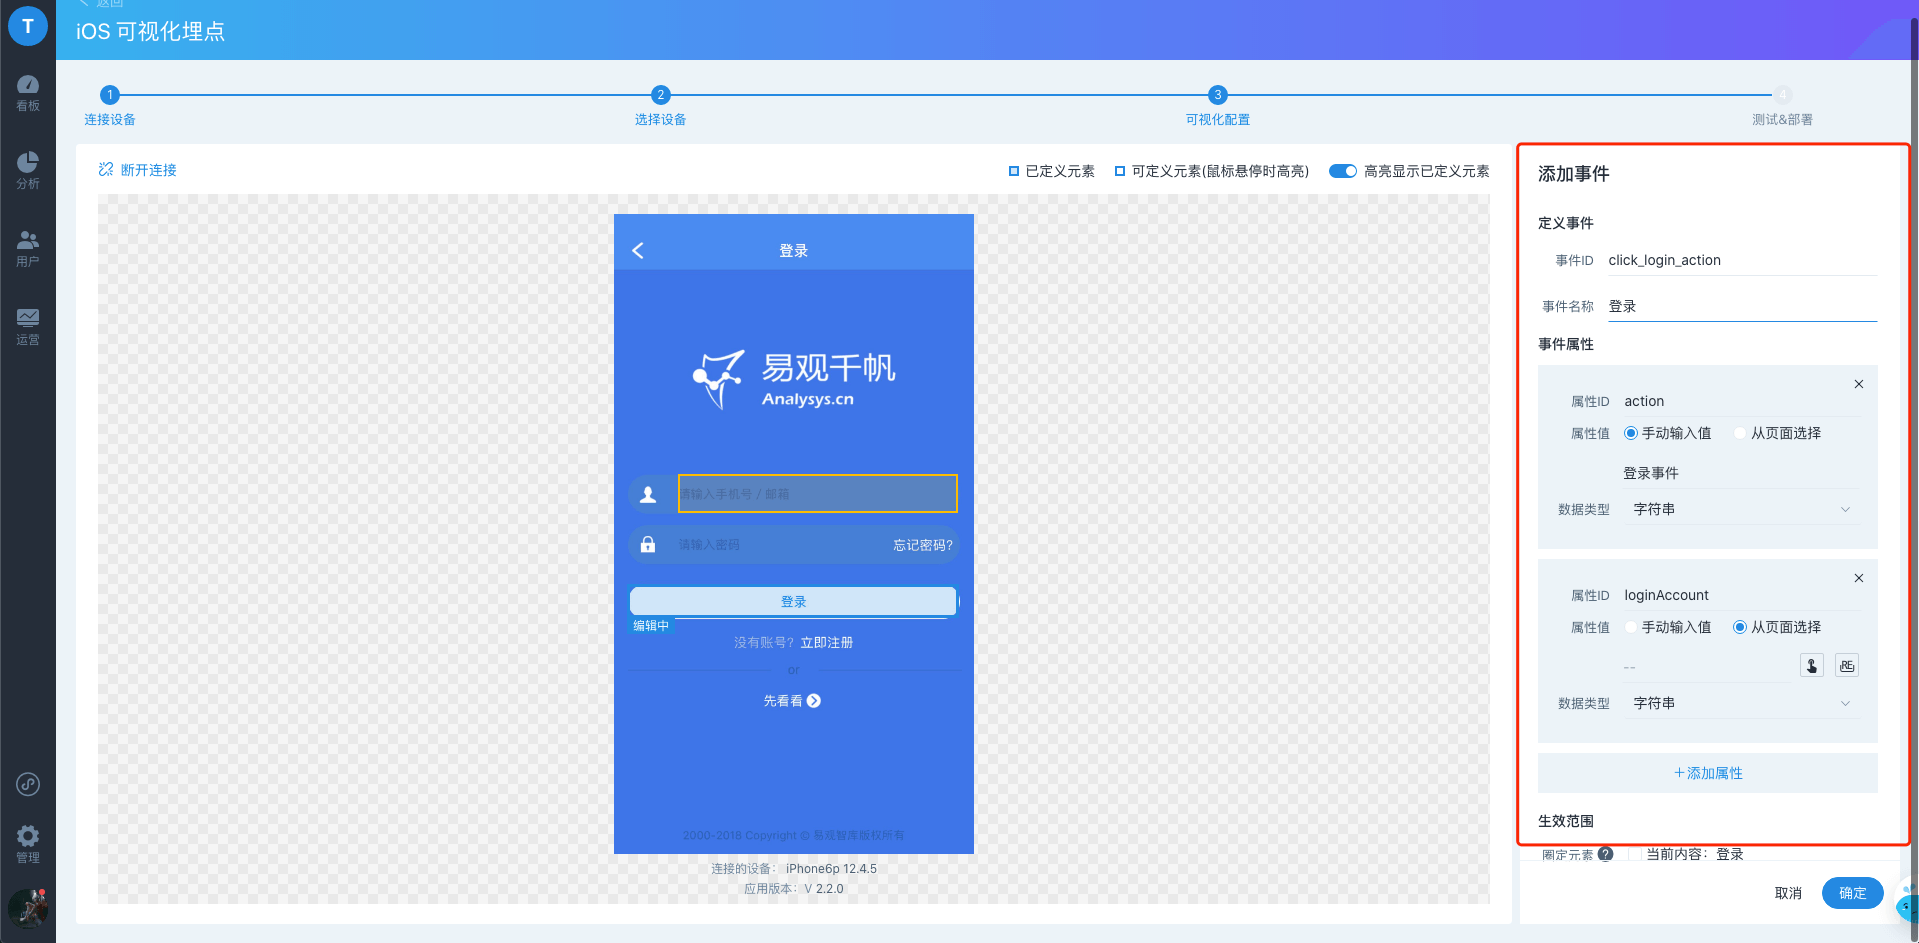 T
返回
iOS 可视化埋点
看板
分析
用户
运营
管理
1
2
3
4
连接设备
选择设备
可视化配置
测试&部署
断开连接
已定义元素
可定义元素(鼠标悬停时高亮)
高亮显示已定义元素
登录
易观千帆
Analysys.cn
请输入手机号 / 邮箱
请输入密码
忘记密码?
登录
编辑中
没有账号? 立即注册
or
先看看
2000-2018 Copyright © 易观智库版权所有
连接的设备： iPhone6p 12.4.5
应用版本： V 2.2.0
添加事件
定义事件
事件ID click_login_action
事件名称 登录
事件属性
属性ID action
属性值 手动输入值 从页面选择
登录事件
数据类型 字符串
属性ID loginAccount
属性值 手动输入值 从页面选择
--
RE
数据类型 字符串
+添加属性
生效范围
圈定元素 ? 当前内容： 登录
取消
确定